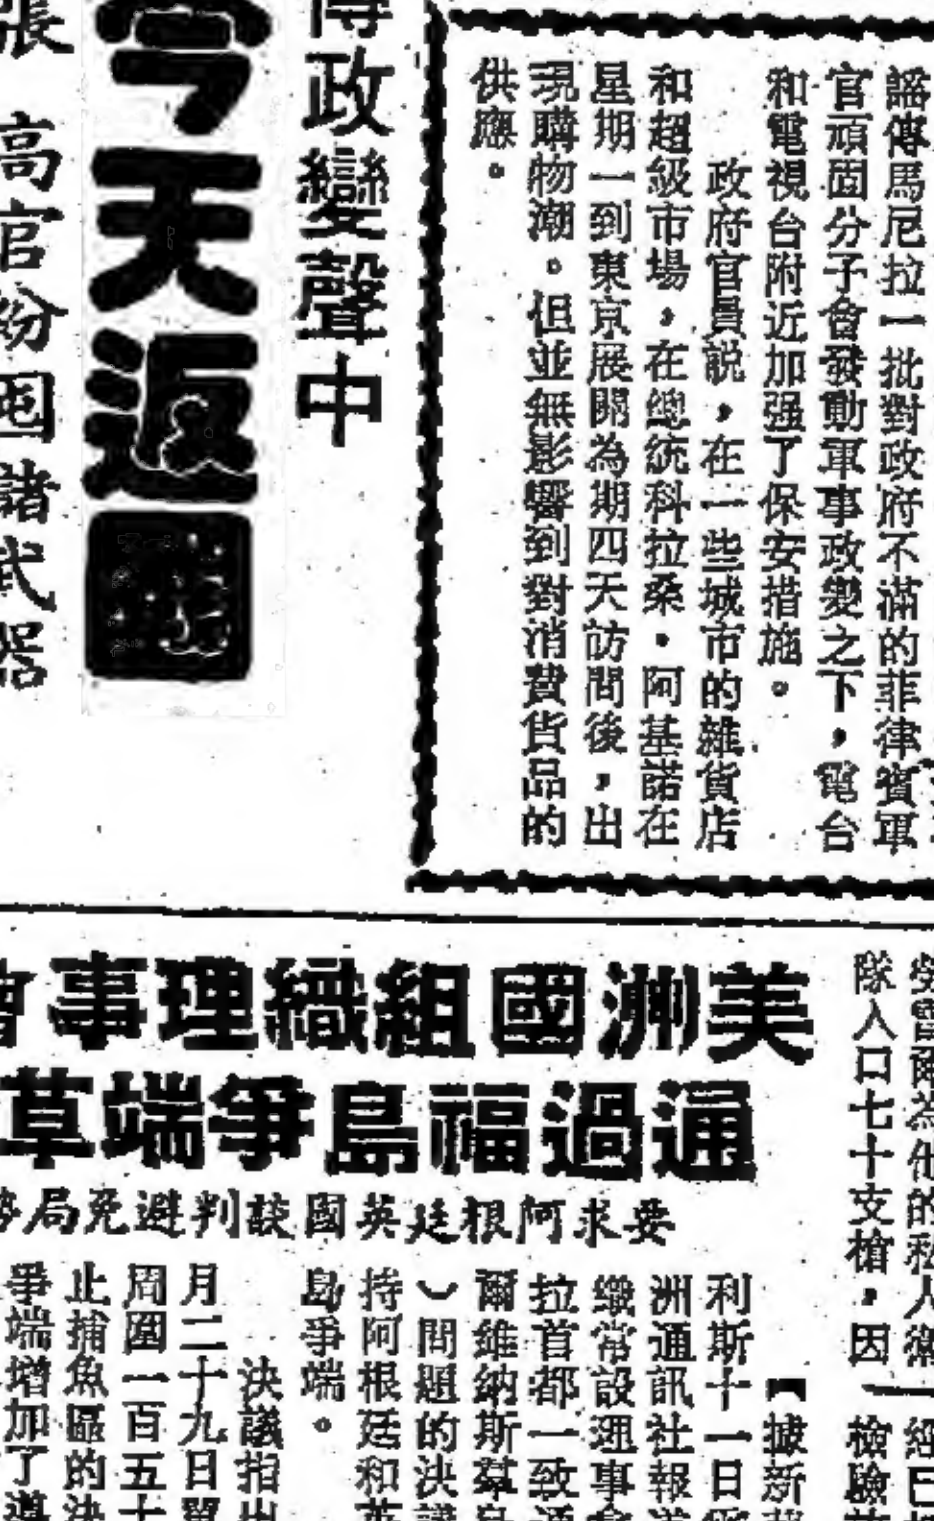 謠傳馬尼拉一批對政府不滿的菲律賓軍
官頑固分子會發動軍事政變之下，電台
和電視台附近加强了保安措施。
政府官員説，在一些城市的雜貨店
和超級市場，在總統科拉桑·阿基諾在
星期一到東京展開為期四天訪問後，出
現購物潮。但並無影響到對消費貨品的
供應。
傳政變聲中
今天返國
高官紛囤諸武器
隊入口七十支槍，因
美洲國組織理事會
通過福島爭端草
要求阿根廷英國談判避免局勢
【據新華
利斯十一日電
洲通訊社報道
織常設理事會
拉首都一致通
爾維納斯羣島
）問題的決議
持阿根廷和英
島爭端。
決議指出
月二十九日單
周圍一百五十
止捕魚區的決
爭端增加了導